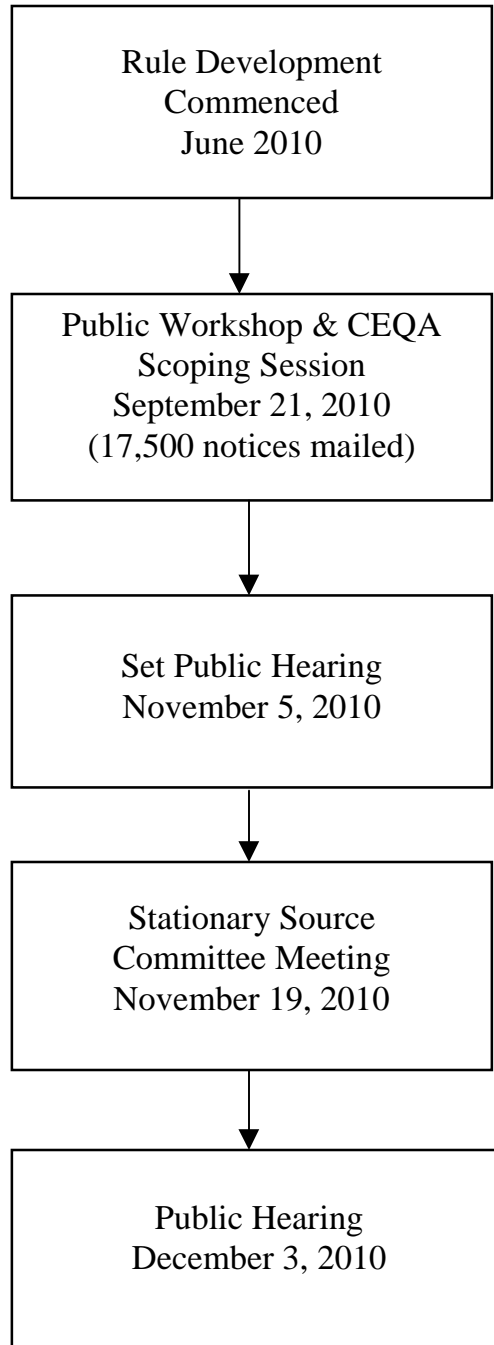 Rule Development
Commenced
June 2010
Public Workshop & CEQA
Scoping Session
September 21, 2010
(17,500 notices mailed)
Set Public Hearing
November 5, 2010
Stationary Source
Committee Meeting
November 19, 2010
Public Hearing
December 3, 2010